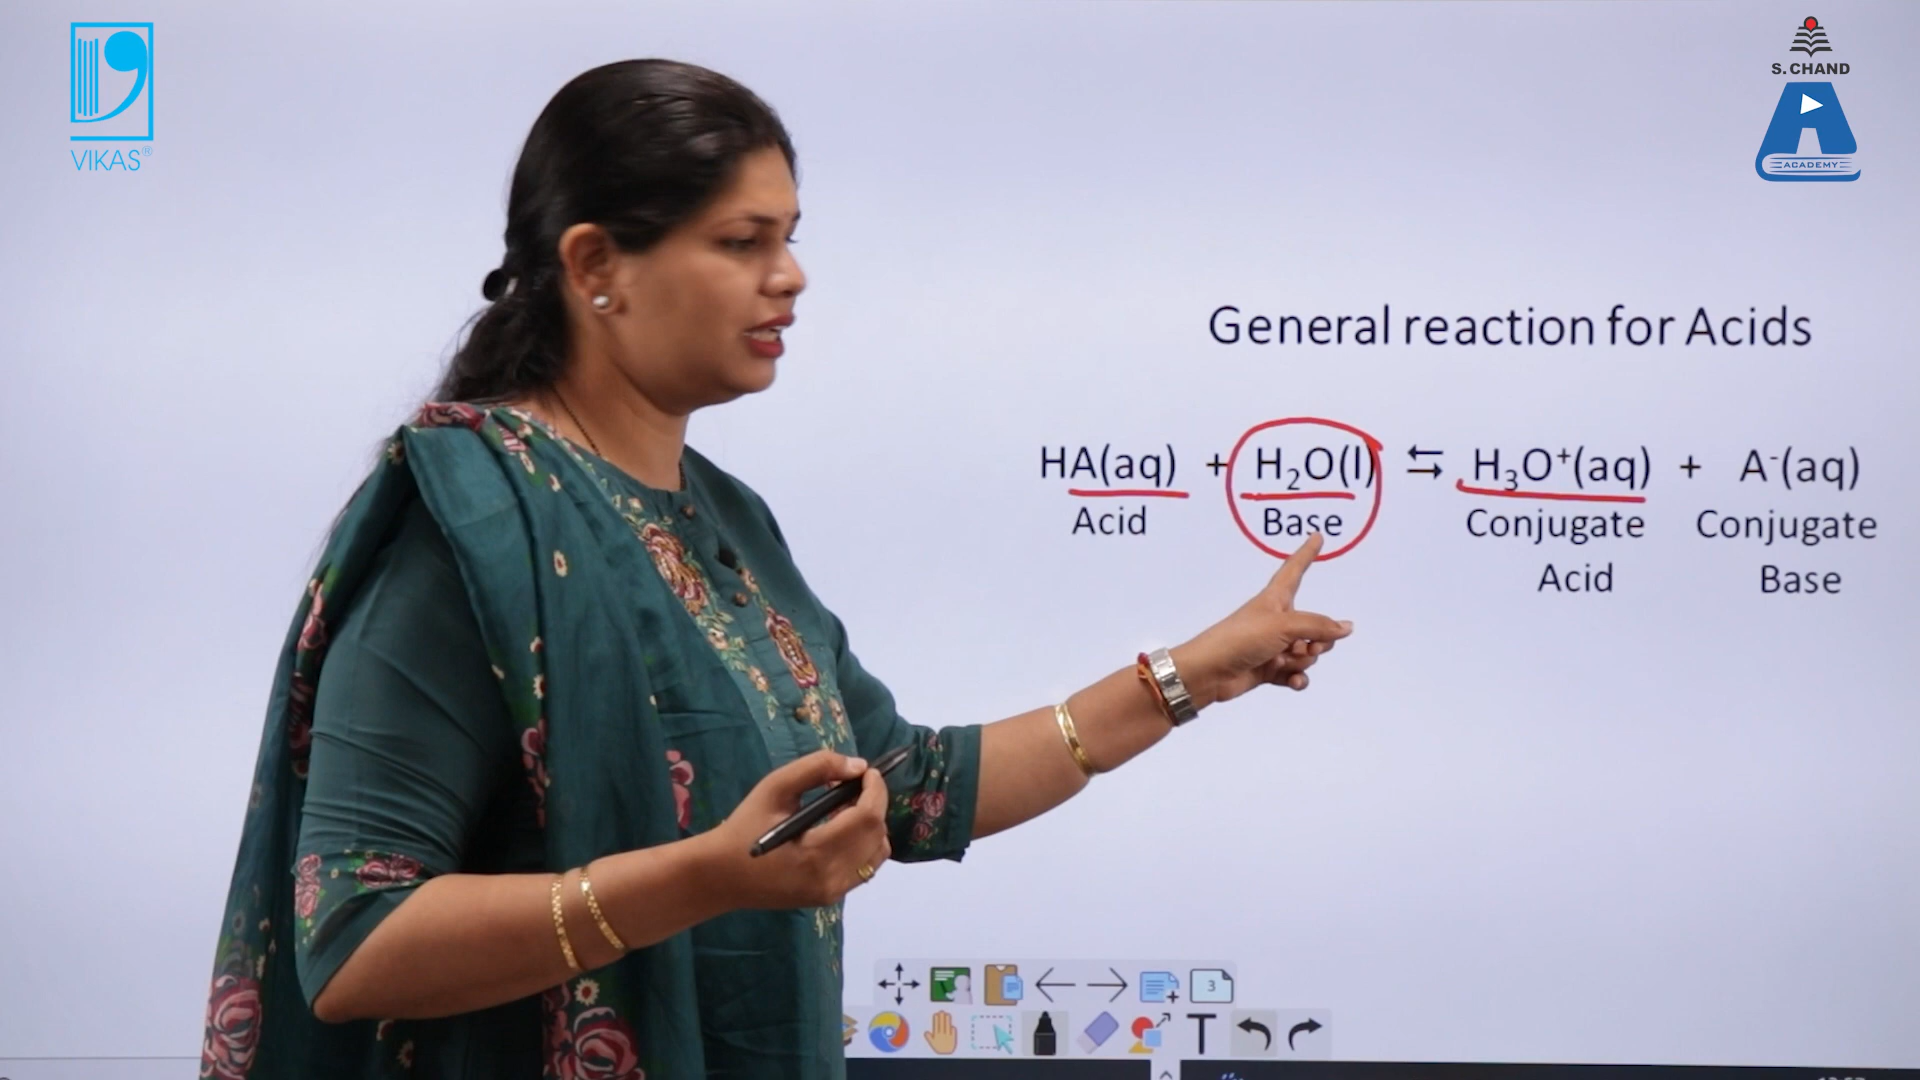 VIKAS®
S. CHAND
ACADEMY
General reaction for Acids
HA(aq) + H₂O(l) ⇆ H₃O⁺(aq) + A⁻(aq)
Acid Base Conjugate Conjugate
Acid Base
3
T